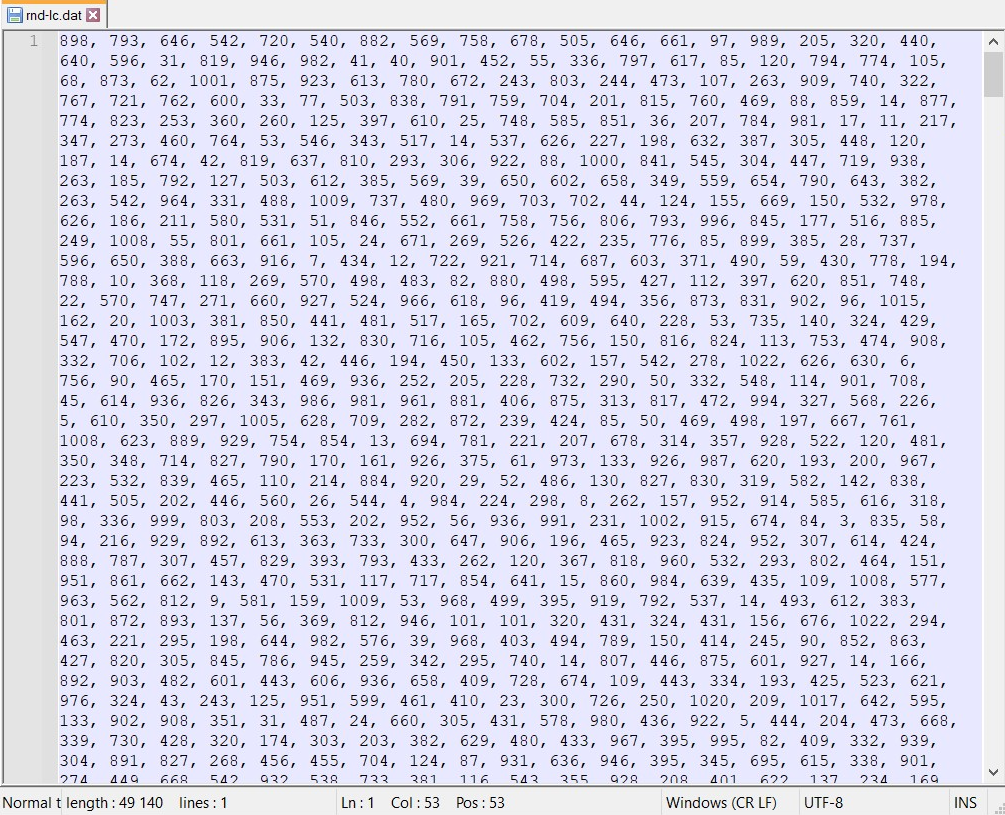 rnd-lc.dat
1
898, 793, 646, 542, 720, 540, 882, 569, 758, 678, 505, 646, 661, 97, 989, 205, 320, 440,
640, 596, 31, 819, 946, 982, 41, 40, 901, 452, 55, 336, 797, 617, 85, 120, 794, 774, 105,
68, 873, 62, 1001, 875, 923, 613, 780, 672, 243, 803, 244, 473, 107, 263, 909, 740, 322,
767, 721, 762, 600, 33, 77, 503, 838, 791, 759, 704, 201, 815, 760, 469, 88, 859, 14, 877,
774, 823, 253, 360, 260, 125, 397, 610, 25, 748, 585, 851, 36, 207, 784, 981, 17, 11, 217,
347, 273, 460, 764, 53, 546, 343, 517, 14, 537, 626, 227, 198, 632, 387, 305, 448, 120,
187, 14, 674, 42, 819, 637, 810, 293, 306, 922, 88, 1000, 841, 545, 304, 447, 719, 938,
263, 185, 792, 127, 503, 612, 385, 569, 39, 650, 602, 658, 349, 559, 654, 790, 643, 382,
263, 542, 964, 331, 488, 1009, 737, 480, 969, 703, 702, 44, 124, 155, 669, 150, 532, 978,
626, 186, 211, 580, 531, 51, 846, 552, 661, 758, 756, 806, 793, 996, 845, 177, 516, 885,
249, 1008, 55, 801, 661, 105, 24, 671, 269, 526, 422, 235, 776, 85, 899, 385, 28, 737,
596, 650, 388, 663, 916, 7, 434, 12, 722, 921, 714, 687, 603, 371, 490, 59, 430, 778, 194,
788, 10, 368, 118, 269, 570, 498, 483, 82, 880, 498, 595, 427, 112, 397, 620, 851, 748,
22, 570, 747, 271, 660, 927, 524, 966, 618, 96, 419, 494, 356, 873, 831, 902, 96, 1015,
162, 20, 1003, 381, 850, 441, 481, 517, 165, 702, 609, 640, 228, 53, 735, 140, 324, 429,
547, 470, 172, 895, 906, 132, 830, 716, 105, 462, 756, 150, 816, 824, 113, 753, 474, 908,
332, 706, 102, 12, 383, 42, 446, 194, 450, 133, 602, 157, 542, 278, 1022, 626, 630, 6,
756, 90, 465, 170, 151, 469, 936, 252, 205, 228, 732, 290, 50, 332, 548, 114, 901, 708,
45, 614, 936, 826, 343, 986, 981, 961, 881, 406, 875, 313, 817, 472, 994, 327, 568, 226,
5, 610, 350, 297, 1005, 628, 709, 282, 872, 239, 424, 85, 50, 469, 498, 197, 667, 761,
1008, 623, 889, 929, 754, 854, 13, 694, 781, 221, 207, 678, 314, 357, 928, 522, 120, 481,
350, 348, 714, 827, 790, 170, 161, 926, 375, 61, 973, 133, 926, 987, 620, 193, 200, 967,
223, 532, 839, 465, 110, 214, 884, 920, 29, 52, 486, 130, 827, 830, 319, 582, 142, 838,
441, 505, 202, 446, 560, 26, 544, 4, 984, 224, 298, 8, 262, 157, 952, 914, 585, 616, 318,
98, 336, 999, 803, 208, 553, 202, 952, 56, 936, 991, 231, 1002, 915, 674, 84, 3, 835, 58,
94, 216, 929, 892, 613, 363, 733, 300, 647, 906, 196, 465, 923, 824, 952, 307, 614, 424,
888, 787, 307, 457, 829, 393, 793, 433, 262, 120, 367, 818, 960, 532, 293, 802, 464, 151,
951, 861, 662, 143, 470, 531, 117, 717, 854, 641, 15, 860, 984, 639, 435, 109, 1008, 577,
963, 562, 812, 9, 581, 159, 1009, 53, 968, 499, 395, 919, 792, 537, 14, 493, 612, 383,
801, 872, 893, 137, 56, 369, 812, 946, 101, 101, 320, 431, 324, 431, 156, 676, 1022, 294,
463, 221, 295, 198, 644, 982, 576, 39, 968, 403, 494, 789, 150, 414, 245, 90, 852, 863,
427, 820, 305, 845, 786, 945, 259, 342, 295, 740, 14, 807, 446, 875, 601, 927, 14, 166,
892, 903, 482, 601, 443, 606, 936, 658, 409, 728, 674, 109, 443, 334, 193, 425, 523, 621,
976, 324, 43, 243, 125, 951, 599, 461, 410, 23, 300, 726, 250, 1020, 209, 1017, 642, 595,
133, 902, 908, 351, 31, 487, 24, 660, 305, 431, 578, 980, 436, 922, 5, 444, 204, 473, 668,
339, 730, 428, 320, 174, 303, 203, 382, 629, 480, 433, 967, 395, 995, 82, 409, 332, 939,
304, 891, 827, 268, 456, 455, 704, 124, 87, 931, 636, 946, 395, 345, 695, 615, 338, 901,
274, 449, 668, 542, 932, 538, 733, 381, 116, 543, 355, 928, 208, 401, 622, 137, 234, 169
Normal t length : 49 140 lines : 1 Ln : 1 Col : 53 Pos : 53 Windows (CR LF) UTF-8 INS